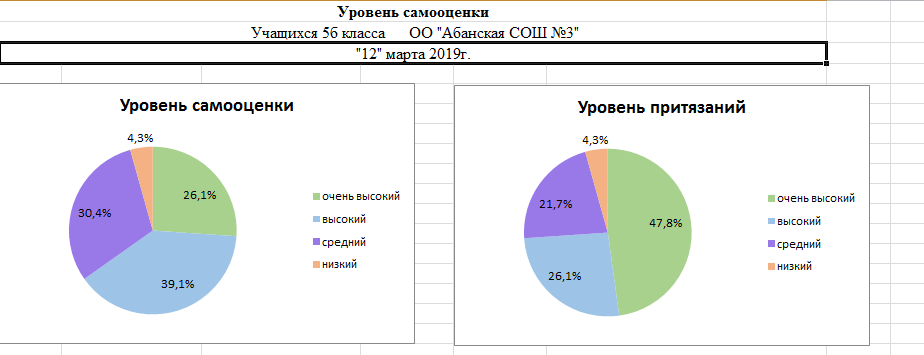 Уровень самооценки
Учащихся 5б класса ОО "Абанская СОШ №3"
"12" марта 2019г.
Уровень самооценки
4,3%
26,1%
30,4%
39,1%
очень высокий
высокий
средний
низкий
Уровень притязаний
4,3%
21,7%
47,8%
26,1%
очень высокий
высокий
средний
низкий